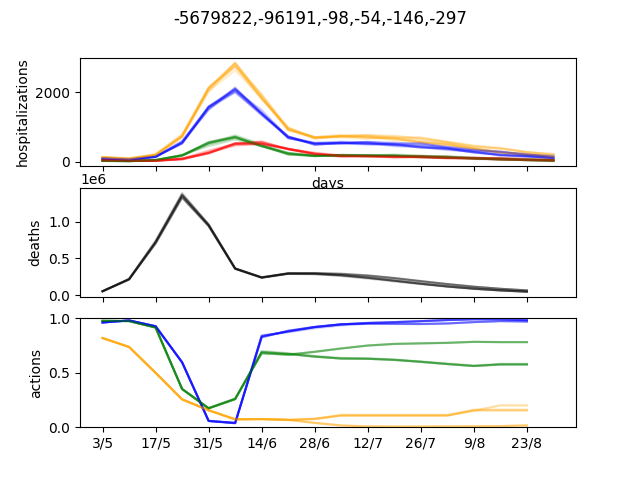 -5679822,-96191,-98,-54,-146,-297
hospitalizations
2000
0
days
1e6
deaths
1.0
0.5
0.0
actions
1.0
0.5
0.0
3/5 17/5 31/5 14/6 28/6 12/7 26/7 9/8 23/8